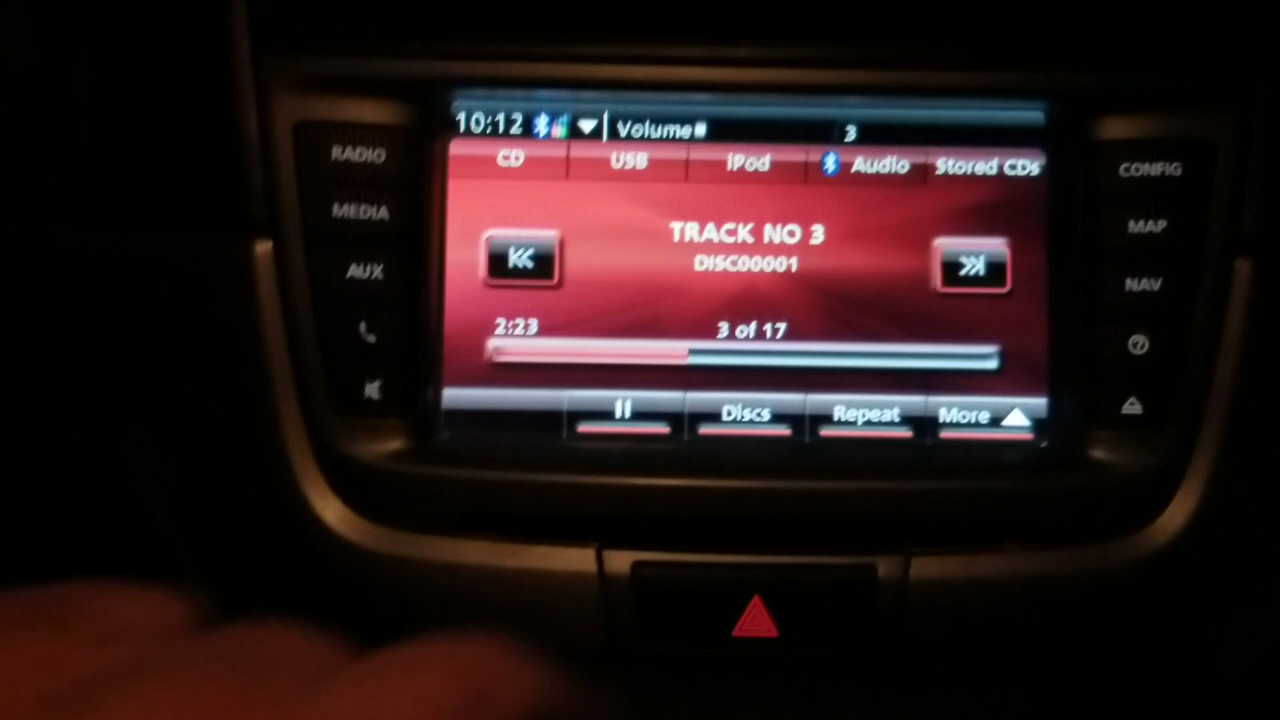 10:12 Volume 3
CD USB iPod Audio Stored CDs
RADIO
MEDIA
AUX
TRACK NO 3
DISC00001
2:23 3 of 17
Discs Repeat More
CONFIG
MAP
NAV